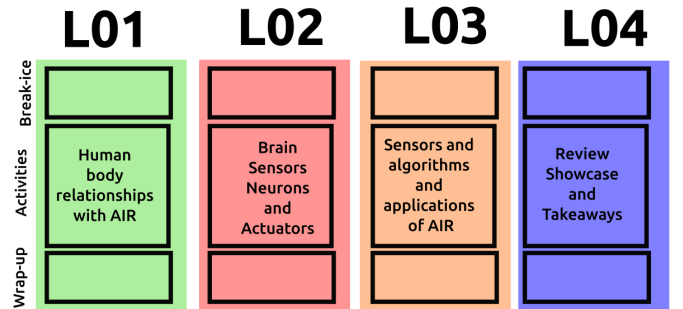 L01
L02
L03
L04
Break-ice
Activities
Wrap-up
Human
body
relationships
with AIR
Brain
Sensors
Neurons
and
Actuators
Sensors and
algorithms
and
applications
of AIR
Review
Showcase
and
Takeaways